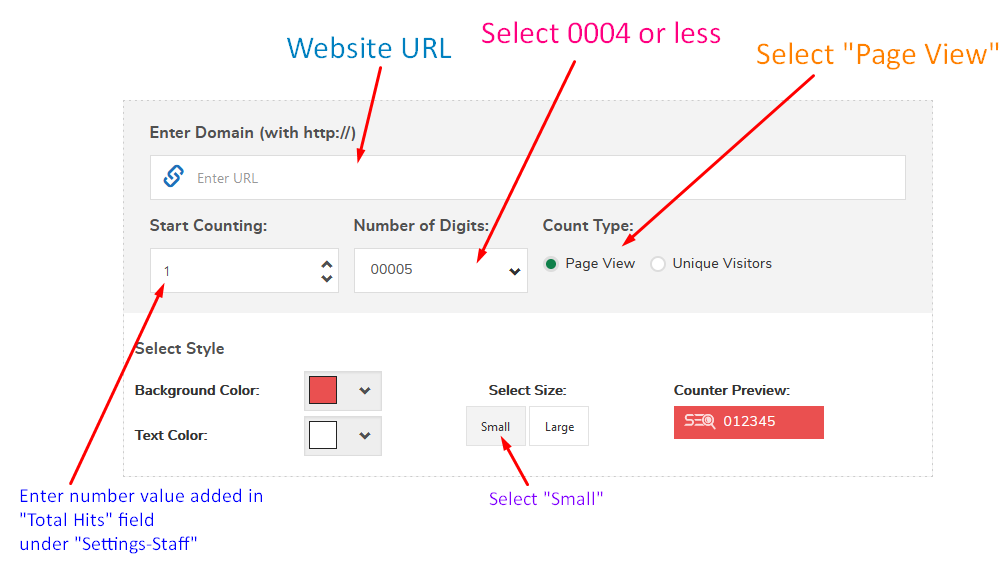 Website URL
Select 0004 or less
Select "Page View"
Enter Domain (with http://)
Enter URL
Start Counting:
Number of Digits:
Count Type:
1
00005
Page View
Unique Visitors
Select Style
Background Color:
Select Size:
Counter Preview:
Small
Large
SEO 012345
Text Color:
Enter number value added in
"Total Hits" field
under "Settings-Staff"
Select "Small"